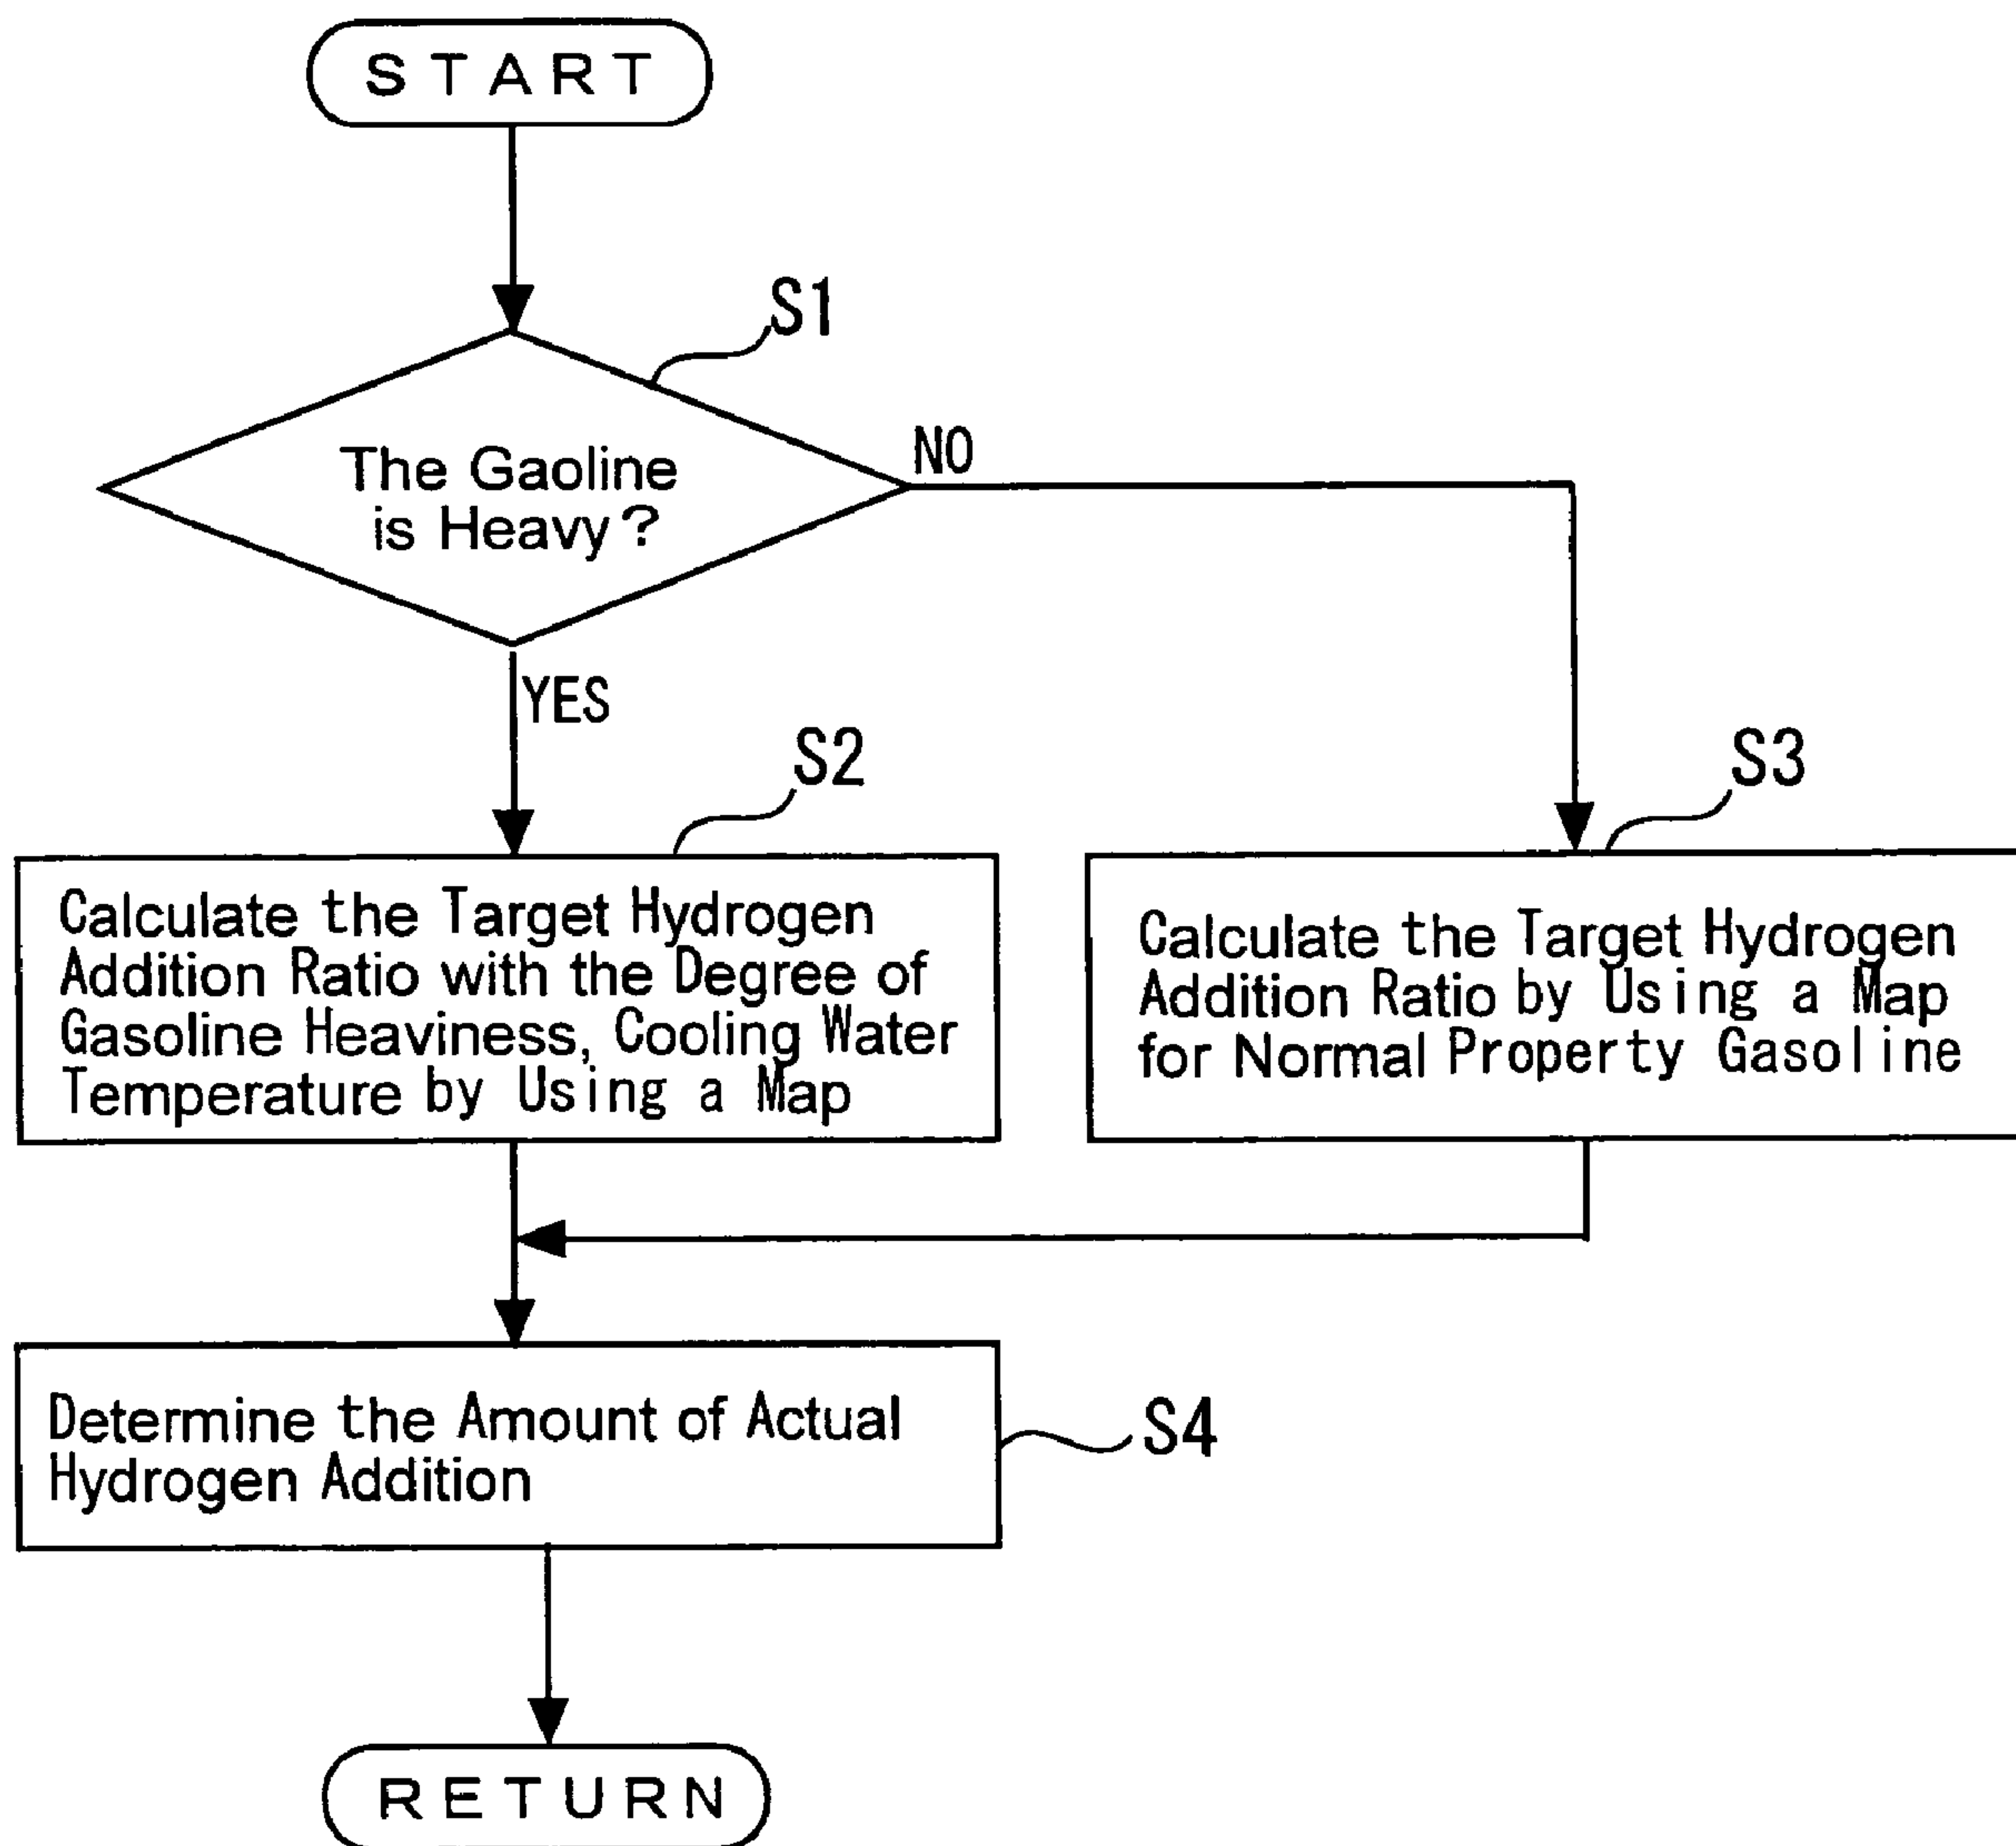 START
S1
The Gaoline
is Heavy?
NO
YES
S2
S3
Calculate the Target Hydrogen
Addition Ratio with the Degree of
Gasoline Heaviness, Cooling Water
Temperature by Using a Map
Calculate the Target Hydrogen
Addition Ratio by Using a Map
for Normal Property Gasoline
Determine the Amount of Actual
Hydrogen Addition
S4
RETURN